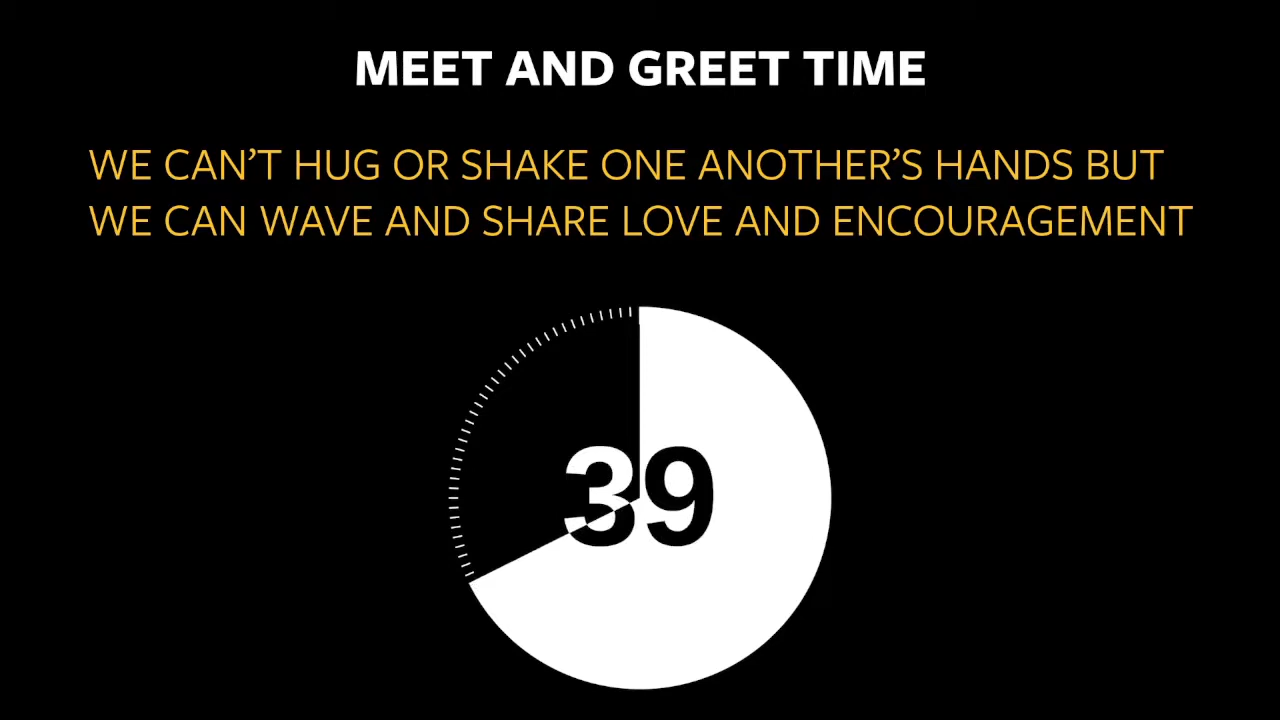 MEET AND GREET TIME
WE CAN’T HUG OR SHAKE ONE ANOTHER’S HANDS BUT
WE CAN WAVE AND SHARE LOVE AND ENCOURAGEMENT
39